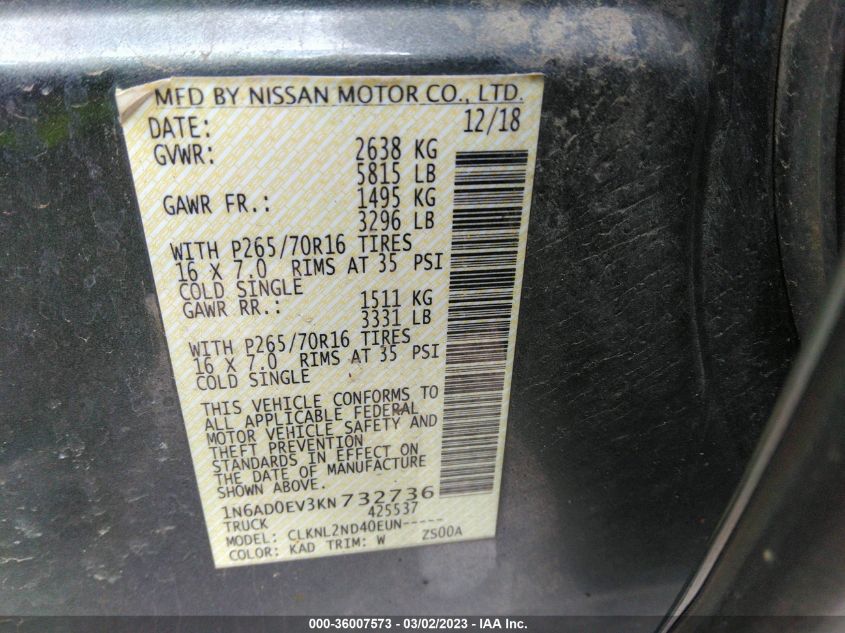 MFD BY NISSAN MOTOR CO., LTD.
DATE: 12/18
GVWR: 2638 KG
5815 LB
GAWR FR.: 1495 KG
3296 LB
WITH P265/70R16 TIRES
16 X 7.0 RIMS AT 35 PSI
COLD SINGLE
GAWR RR.: 1511 KG
3331 LB
WITH P265/70R16 TIRES
16 X 7.0 RIMS AT 35 PSI
COLD SINGLE
THIS VEHICLE CONFORMS TO
ALL APPLICABLE FEDERAL
MOTOR VEHICLE SAFETY AND
THEFT PREVENTION
STANDARDS IN EFFECT ON
THE DATE OF MANUFACTURE
SHOWN ABOVE.
1N6AD0EV3KN732736
TRUCK 425537
MODEL: CLKNL2ND40EUN-----
COLOR: KAD TRIM: W ZS00A
000-36007573 — 03/02/2023 — IAA Inc.